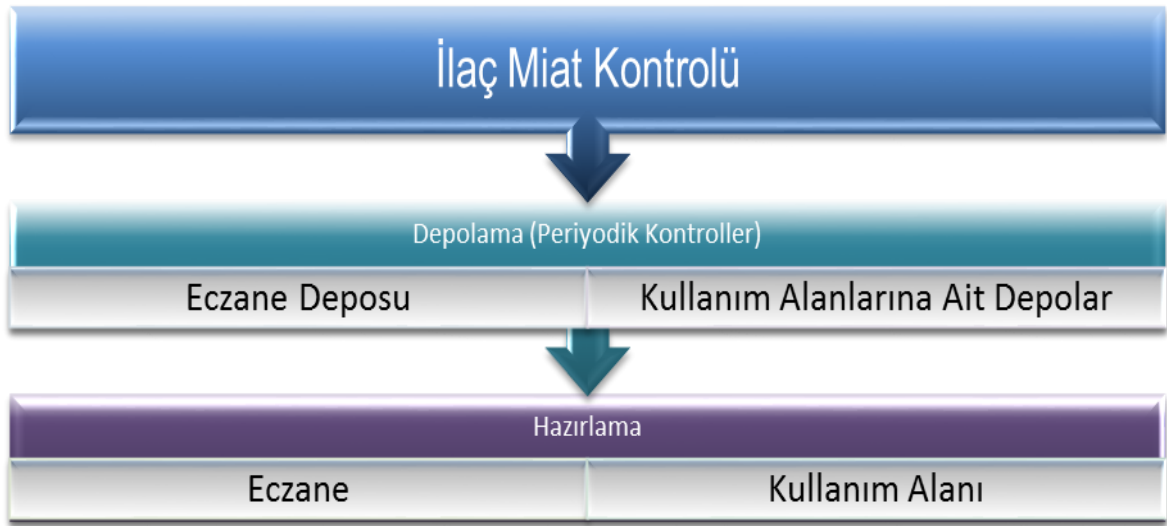 İlaç Miat Kontrolü
Depolama (Periyodik Kontroller)
Eczane Deposu
Kullanım Alanlarına Ait Depolar
Hazırlama
Eczane
Kullanım Alanı